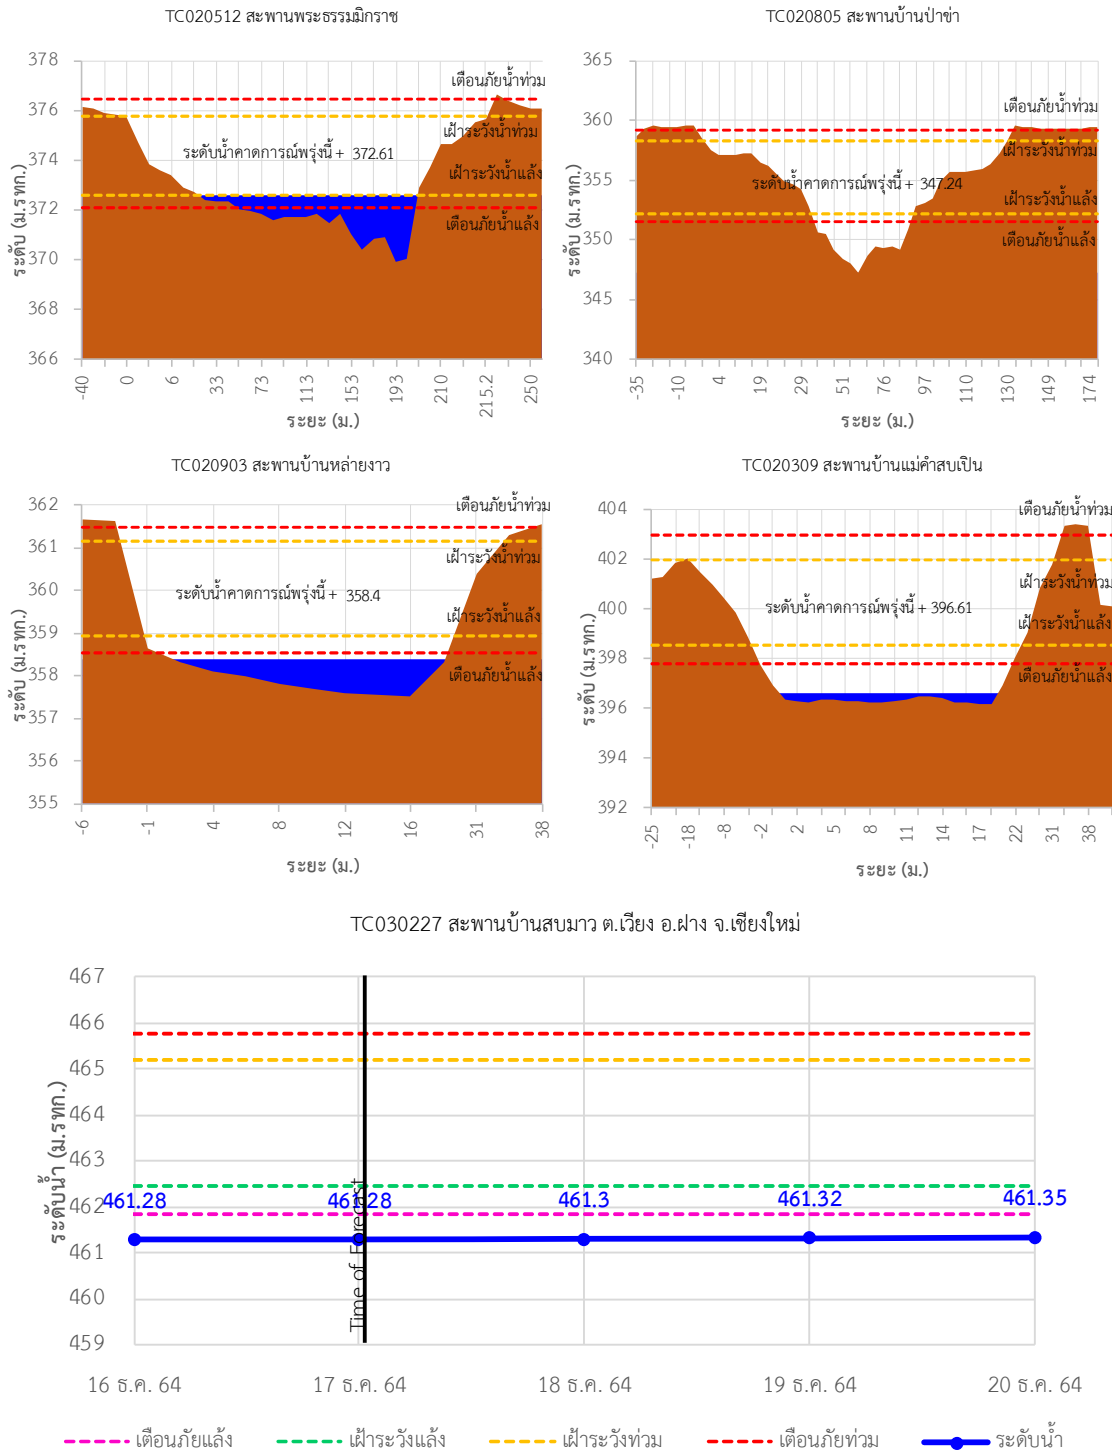 TC020512 สะพานพระธรรมมิกราช
378
376
374
372
370
368
366
ระดับ (ม.รทก.)
เตือนภัยน้ำท่วม
เฝ้าระวังน้ำท่วม
ระดับน้ำคาดการณ์พรุ่งนี้ + 372.61
เฝ้าระวังน้ำแล้ง
เตือนภัยน้ำแล้ง
-40 0 6 33 73 113 153 193 210 215.2 250
ระยะ (ม.)
TC020805 สะพานบ้านป่าข่า
365
360
355
350
345
340
ระดับ (ม.รทก.)
เตือนภัยน้ำท่วม
เฝ้าระวังน้ำท่วม
ระดับน้ำคาดการณ์พรุ่งนี้ + 347.24
เฝ้าระวังน้ำแล้ง
เตือนภัยน้ำแล้ง
-35 -10 4 19 29 51 76 97 110 130 149 174
ระยะ (ม.)
TC020903 สะพานบ้านหล่ายงาว
362
361
360
359
358
357
356
355
ระดับ (ม.รทก.)
เตือนภัยน้ำท่วม
เฝ้าระวังน้ำท่วม
ระดับน้ำคาดการณ์พรุ่งนี้ + 358.4
เฝ้าระวังน้ำแล้ง
เตือนภัยน้ำแล้ง
-6 -1 4 8 12 16 31 38
ระยะ (ม.)
TC020309 สะพานบ้านแม่คำสบเปิน
404
402
400
398
396
394
392
ระดับ (ม.รทก.)
เตือนภัยน้ำท่วม
เฝ้าระวังน้ำท่วม
ระดับน้ำคาดการณ์พรุ่งนี้ + 396.61
เฝ้าระวังน้ำแล้ง
เตือนภัยน้ำแล้ง
-25 -18 -8 -2 2 5 8 11 14 17 22 31 38
ระยะ (ม.)
TC030227 สะพานบ้านสบมาว ต.เวียง อ.ฝาง จ.เชียงใหม่
467
466
465
464
463
462
461
460
459
ระดับน้ำ (ม.รทก.)
461.28 461.28 461.3 461.32 461.35
Time of Forecast
16 ธ.ค. 64 17 ธ.ค. 64 18 ธ.ค. 64 19 ธ.ค. 64 20 ธ.ค. 64
เตือนภัยแล้ง เฝ้าระวังแล้ง เฝ้าระวังท่วม เตือนภัยท่วม ระดับน้ำ